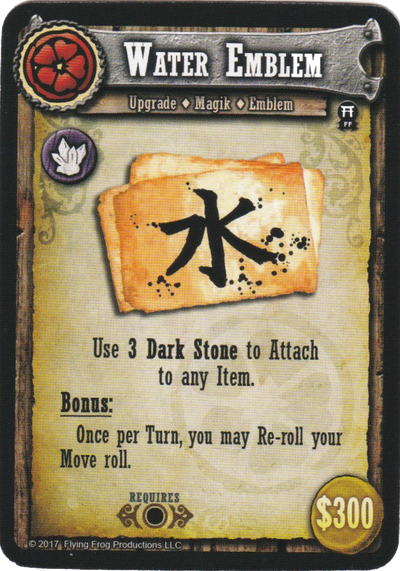 Water Emblem
Upgrade ♦ Magik ♦ Emblem
FF
水
Use 3 Dark Stone to Attach
to any Item.
Bonus:
Once per Turn, you may Re-roll your
Move roll.
REQUIRES
$300
© 2017 Flying Frog Productions LLC